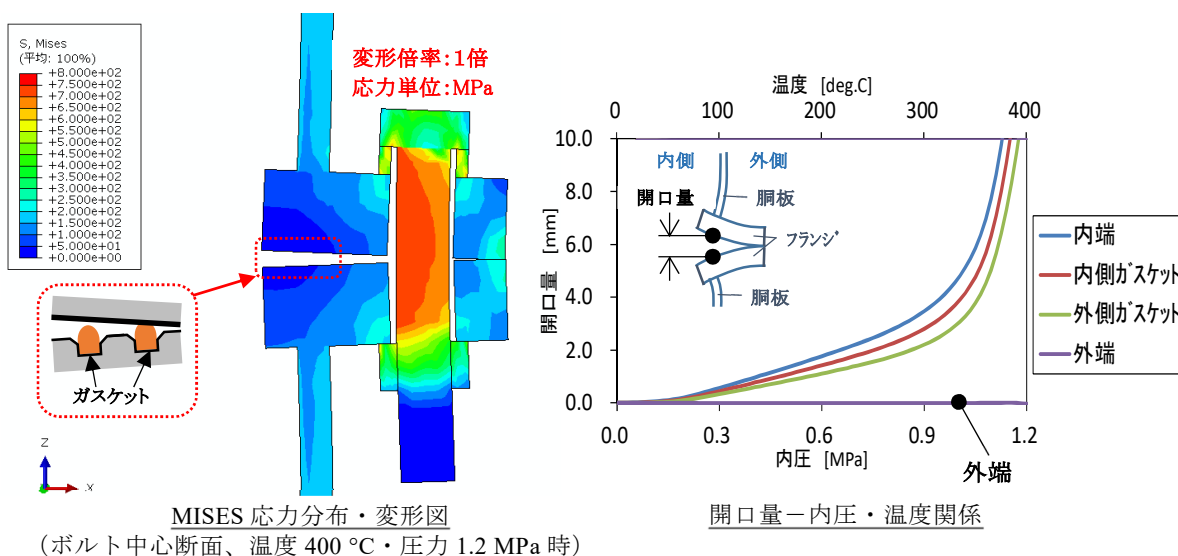 S, Mises
(平均: 100%)
+8.000e+02
+7.500e+02
+7.000e+02
+6.500e+02
+6.000e+02
+5.500e+02
+5.000e+02
+4.500e+02
+4.000e+02
+3.500e+02
+3.000e+02
+2.500e+02
+2.000e+02
+1.500e+02
+1.000e+02
+5.000e+01
+0.000e+00
変形倍率:1倍
応力単位:MPa
ガスケット
Z
X
MISES 応力分布・変形図
(ボルト中心断面、温度 400 °C・圧力 1.2 MPa 時)
温度 [deg.C]
0 100 200 300 400
開口量 [mm]
10.0
8.0
6.0
4.0
2.0
0.0
内側 外側
開口量
胴板
フランジ
胴板
0.0 0.3 0.6 0.9 1.2
内圧 [MPa]
外端
内端
内側ガスケット
外側ガスケット
外端
開口量-内圧・温度関係